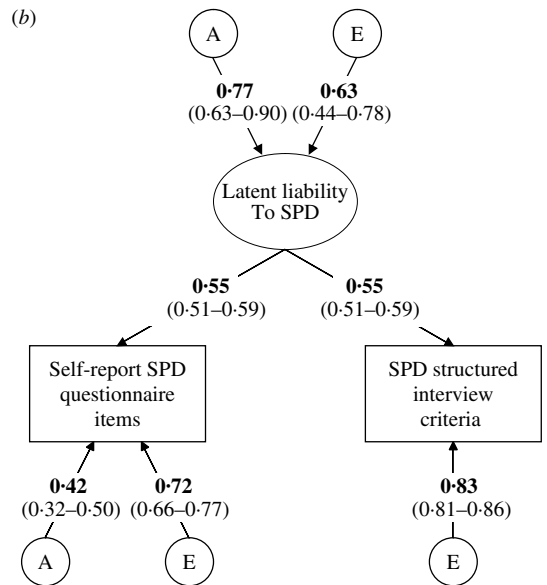 (b)
A E
0·77 0·63
(0·63–0·90) (0·44–0·78)
Latent liability
To SPD
0·55 0·55
(0·51–0·59) (0·51–0·59)
Self-report SPD
questionnaire
items
SPD structured
interview
criteria
0·42 0·72 0·83
(0·32–0·50) (0·66–0·77) (0·81–0·86)
A E E